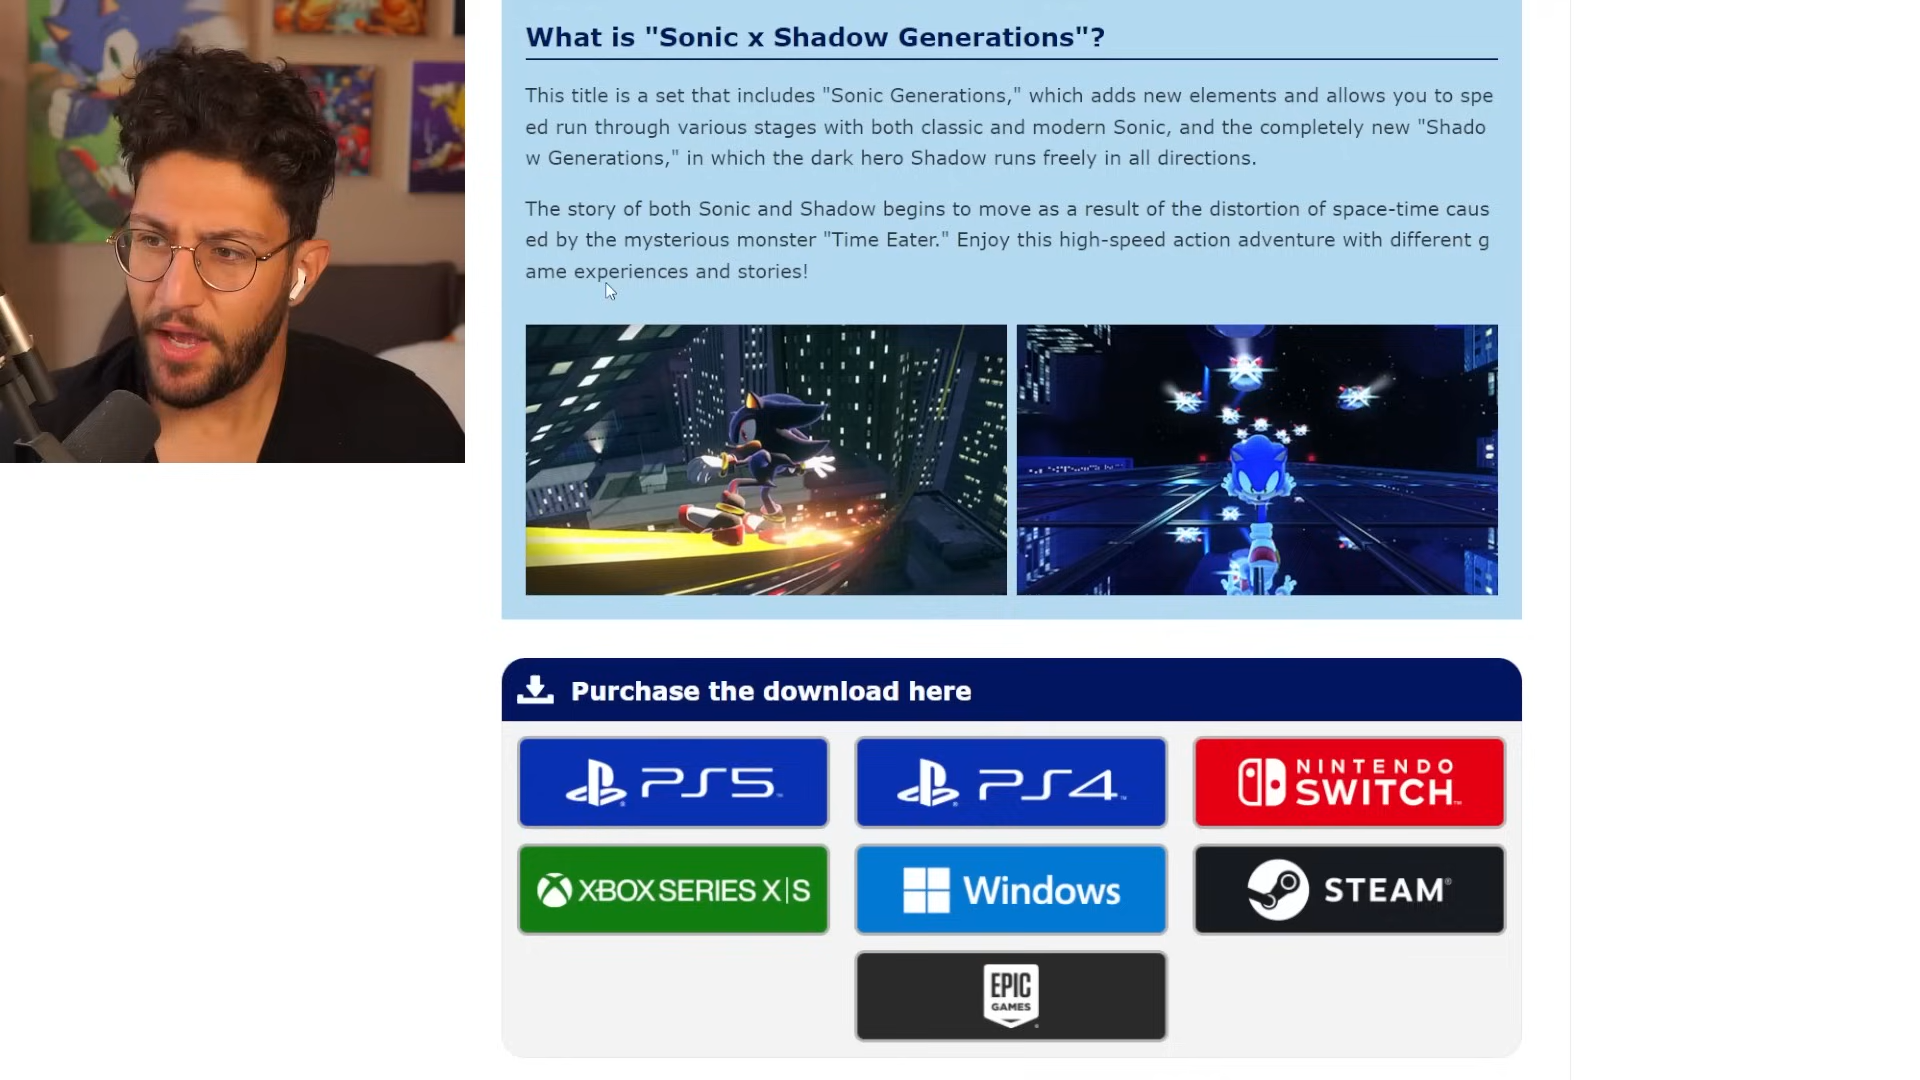 What is "Sonic x Shadow Generations"?
This title is a set that includes "Sonic Generations," which adds new elements and allows you to spe
ed run through various stages with both classic and modern Sonic, and the completely new "Shado
w Generations," in which the dark hero Shadow runs freely in all directions.
The story of both Sonic and Shadow begins to move as a result of the distortion of space-time caus
ed by the mysterious monster "Time Eater." Enjoy this high-speed action adventure with different g
ame experiences and stories!
Purchase the download here
PS5
PS4
NINTENDO
SWITCH
XBOX SERIES X|S
Windows
STEAM
EPIC
GAMES